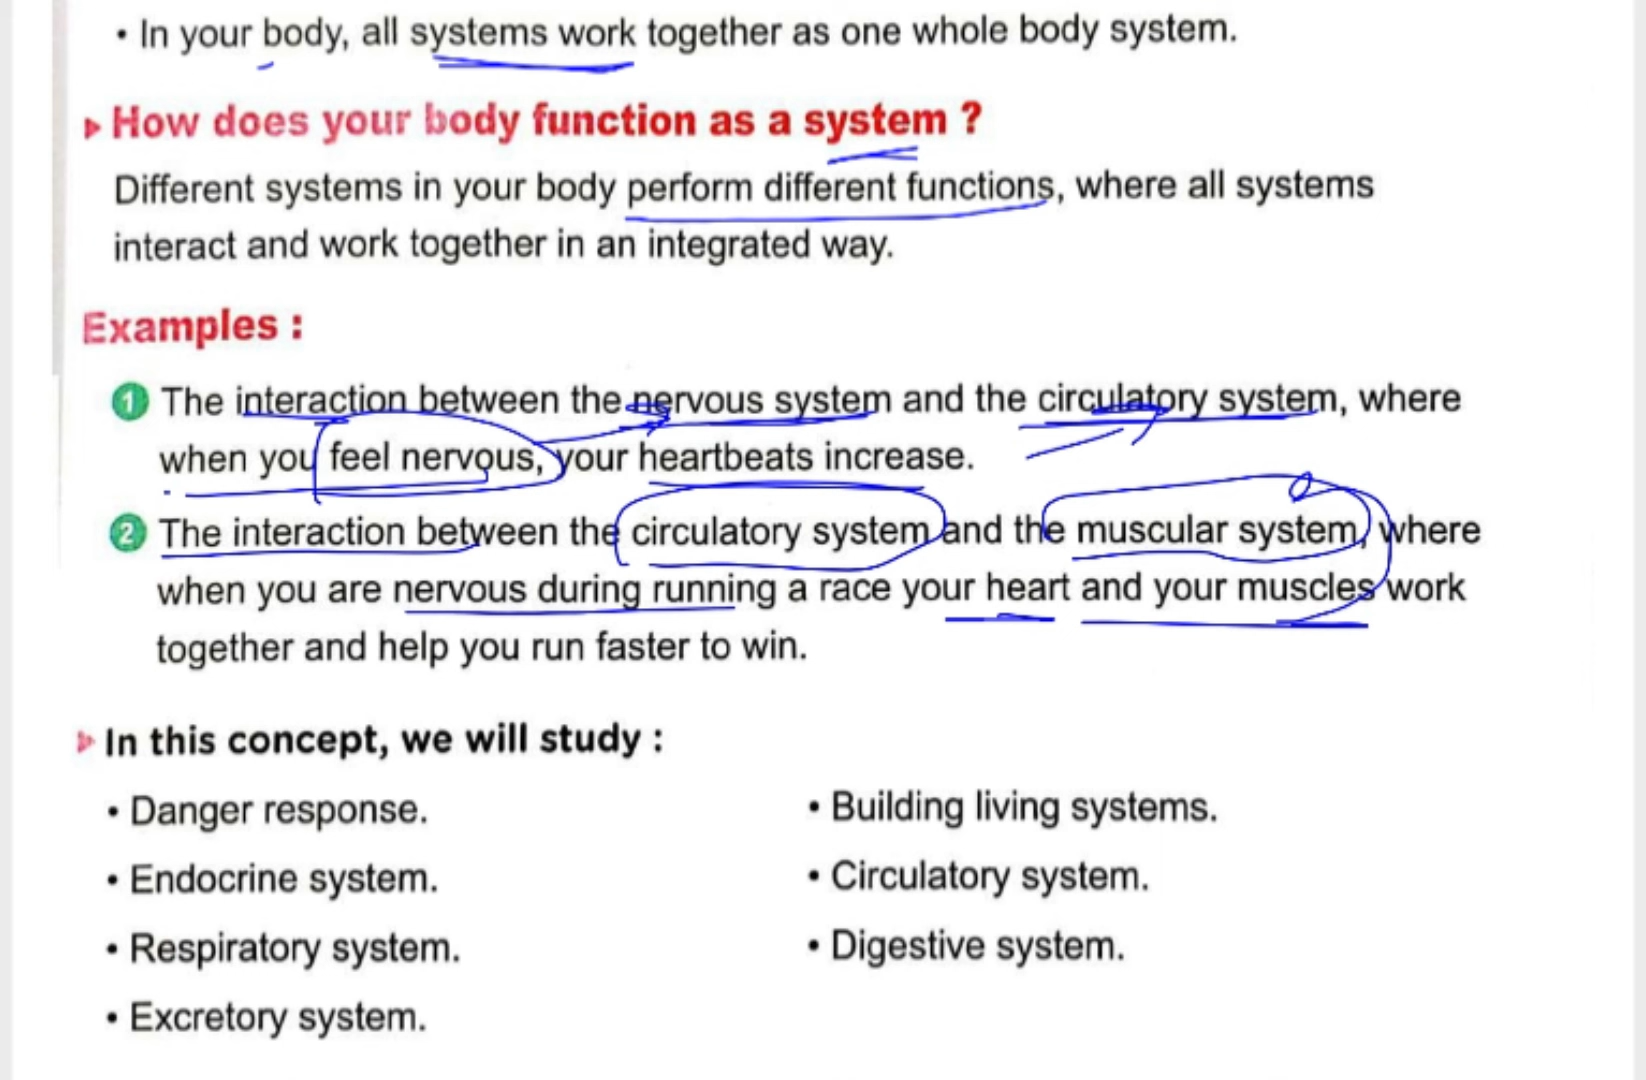 • In your body, all systems work together as one whole body system.
How does your body function as a system ?
Different systems in your body perform different functions, where all systems
interact and work together in an integrated way.
Examples :
1 The interaction between the nervous system and the circulatory system, where
when you feel nervous, your heartbeats increase.
2 The interaction between the circulatory system and the muscular system, where
when you are nervous during running a race your heart and your muscles work
together and help you run faster to win.
In this concept, we will study :
• Danger response.
• Building living systems.
• Endocrine system.
• Circulatory system.
• Respiratory system.
• Digestive system.
• Excretory system.